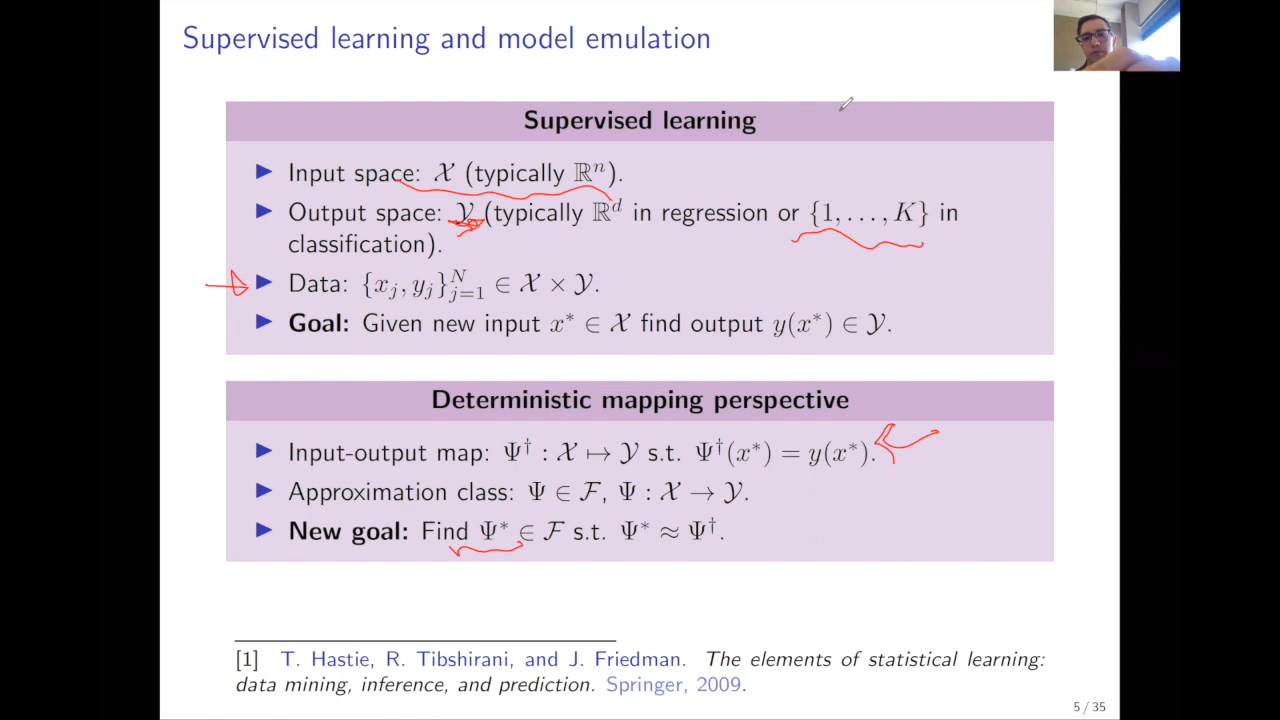 Supervised learning and model emulation
Supervised learning
▶ Input space: 𝒳 (typically ℝⁿ).
▶ Output space: 𝒴 (typically ℝᵈ in regression or {1, . . . , K} in
classification).
▶ Data: {x_j, y_j}_{j=1}^N ∈ 𝒳 × 𝒴.
▶ Goal: Given new input x* ∈ 𝒳 find output y(x*) ∈ 𝒴.
Deterministic mapping perspective
▶ Input-output map: Ψ† : 𝒳 ↦ 𝒴 s.t. Ψ†(x*) = y(x*).
▶ Approximation class: Ψ ∈ ℱ, Ψ : 𝒳 → 𝒴.
▶ New goal: Find Ψ* ∈ ℱ s.t. Ψ* ≈ Ψ†.
[1] T. Hastie, R. Tibshirani, and J. Friedman. The elements of statistical learning:
data mining, inference, and prediction. Springer, 2009.
5 / 35